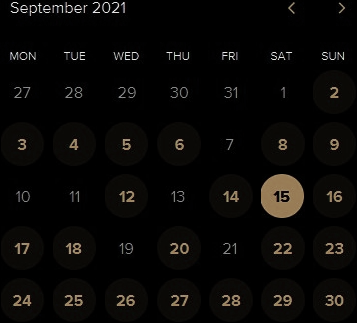 September 2021
MON TUE WED THU FRI SAT SUN
27 28 29 30 31 1 2
3 4 5 6 7 8 9
10 11 12 13 14 15 16
17 18 19 20 21 22 23
24 25 26 27 28 29 30